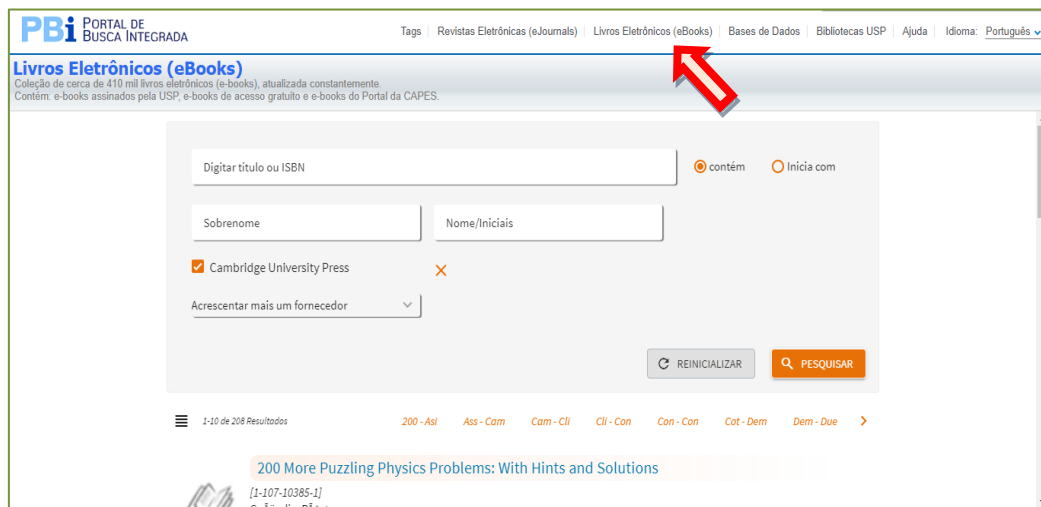 PBi PORTAL DE BUSCA INTEGRADA
Tags Revistas Eletrônicas (eJournals) Livros Eletrônicos (eBooks) Bases de Dados Bibliotecas USP Ajuda Idioma: Português
Livros Eletrônicos (eBooks)
Coleção de cerca de 410 mil livros eletrônicos (e-books), atualizada constantemente.
Contém: e-books assinados pela USP, e-books de acesso gratuito e e-books do Portal da CAPES.
Digitar título ou ISBN
contém Inicia com
Sobrenome Nome/Iniciais
Cambridge University Press
Acrescentar mais um fornecedor
REINICIALIZAR PESQUISAR
1-10 de 208 Resultados 200 - Asi Ass - Cam Cam - Cli Cli - Con Con - Con Cot - Dem Dem - Due
200 More Puzzling Physics Problems: With Hints and Solutions
[1-107-10385-1]